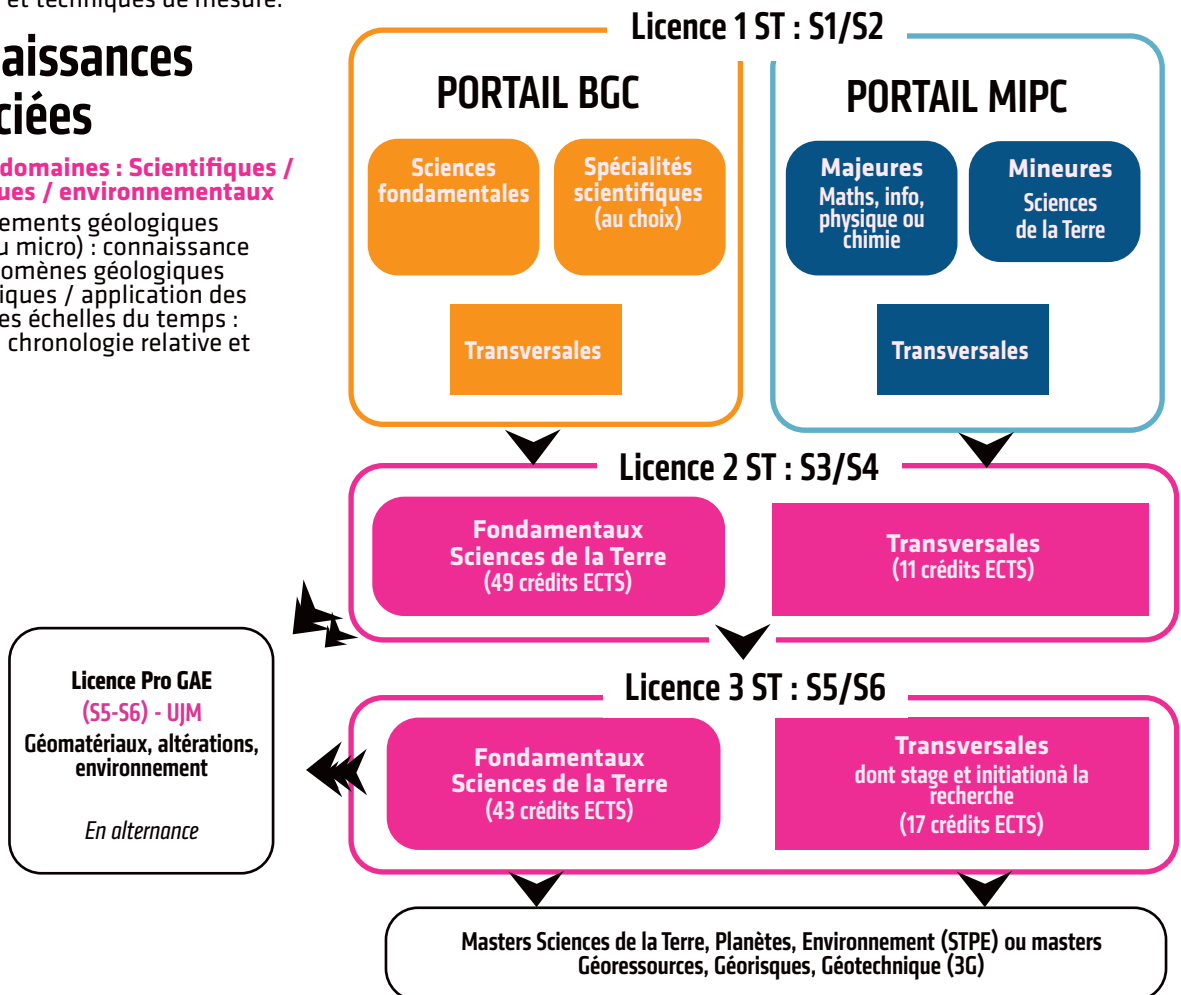 et techniques de mesure.
aissances
ciées
domaines : Scientifiques /
ues / environnementaux
ements géologiques
u micro) : connaissance
omènes géologiques
iques / application des
es échelles du temps :
chronologie relative et
Licence 1 ST : S1/S2
PORTAIL BGC
Sciences
fondamentales
Spécialités
scientifiques
(au choix)
Transversales
PORTAIL MIPC
Majeures
Maths, info,
physique ou
chimie
Mineures
Sciences
de la Terre
Transversales
Licence 2 ST : S3/S4
Fondamentaux
Sciences de la Terre
(49 crédits ECTS)
Transversales
(11 crédits ECTS)
Licence Pro GAE
(S5-S6) - UJM
Géomatériaux, altérations,
environnement
En alternance
Licence 3 ST : S5/S6
Fondamentaux
Sciences de la Terre
(43 crédits ECTS)
Transversales
dont stage et initiationà la
recherche
(17 crédits ECTS)
Masters Sciences de la Terre, Planètes, Environnement (STPE) ou masters
Géoressources, Géorisques, Géotechnique (3G)